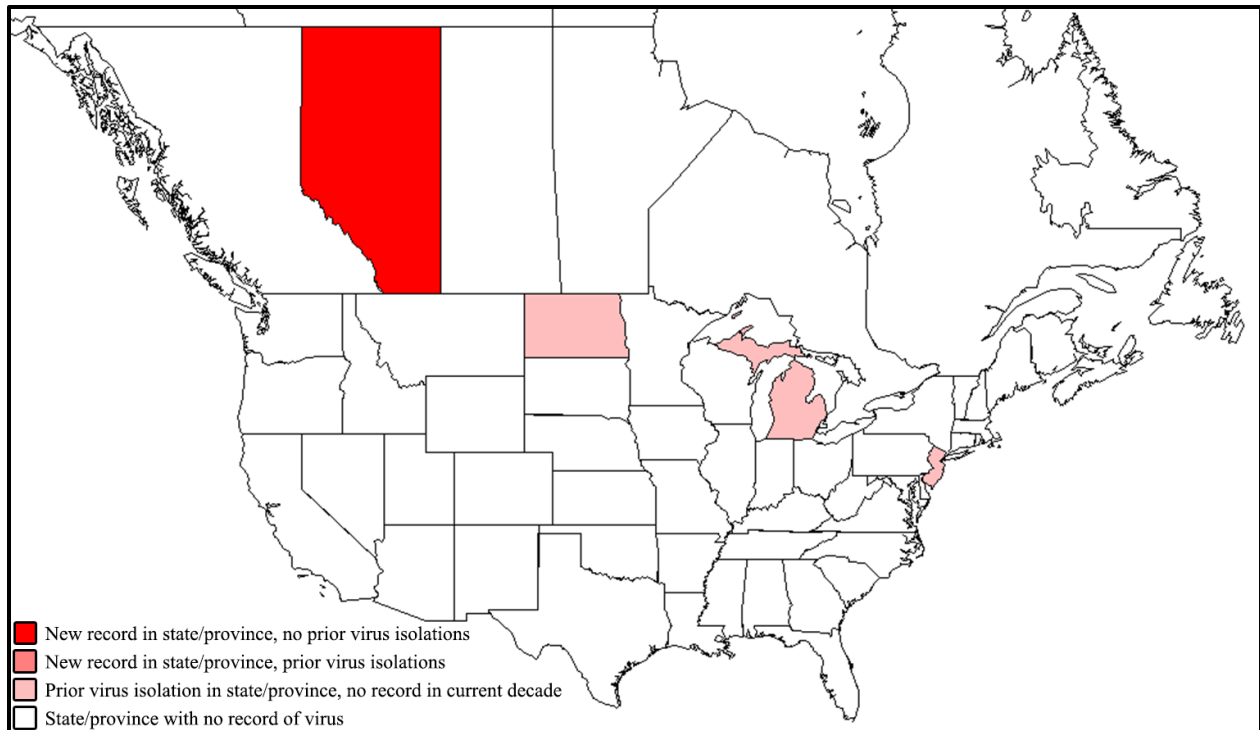 New record in state/province, no prior virus isolations
New record in state/province, prior virus isolations
Prior virus isolation in state/province, no record in current decade
State/province with no record of virus